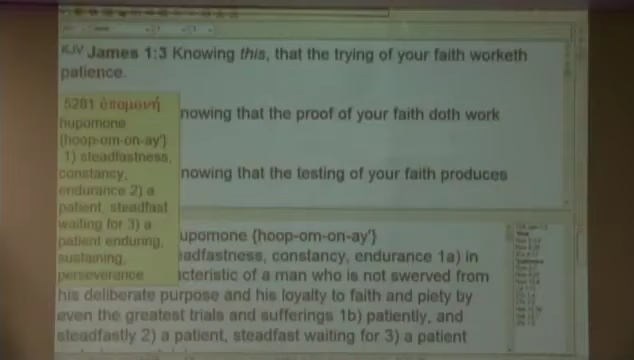 KJV James 1:3 Knowing this, that the trying of your faith worketh
patience.
nowing that the proof of your faith doth work
nowing that the testing of your faith produces
5281 ὑπομονή
hupomone
{hoop-om-on-ay'}
1) steadfastness,
constancy,
endurance 2) a
patient, steadfast
waiting for 3) a
patient enduring,
sustaining,
perseverance
upomone {hoop-om-on-ay'}
adfastness, constancy, endurance 1a) in
cteristic of a man who is not swerved from
his deliberate purpose and his loyalty to faith and piety by
even the greatest trials and sufferings 1b) patiently, and
steadfastly 2) a patient, steadfast waiting for 3) a patient